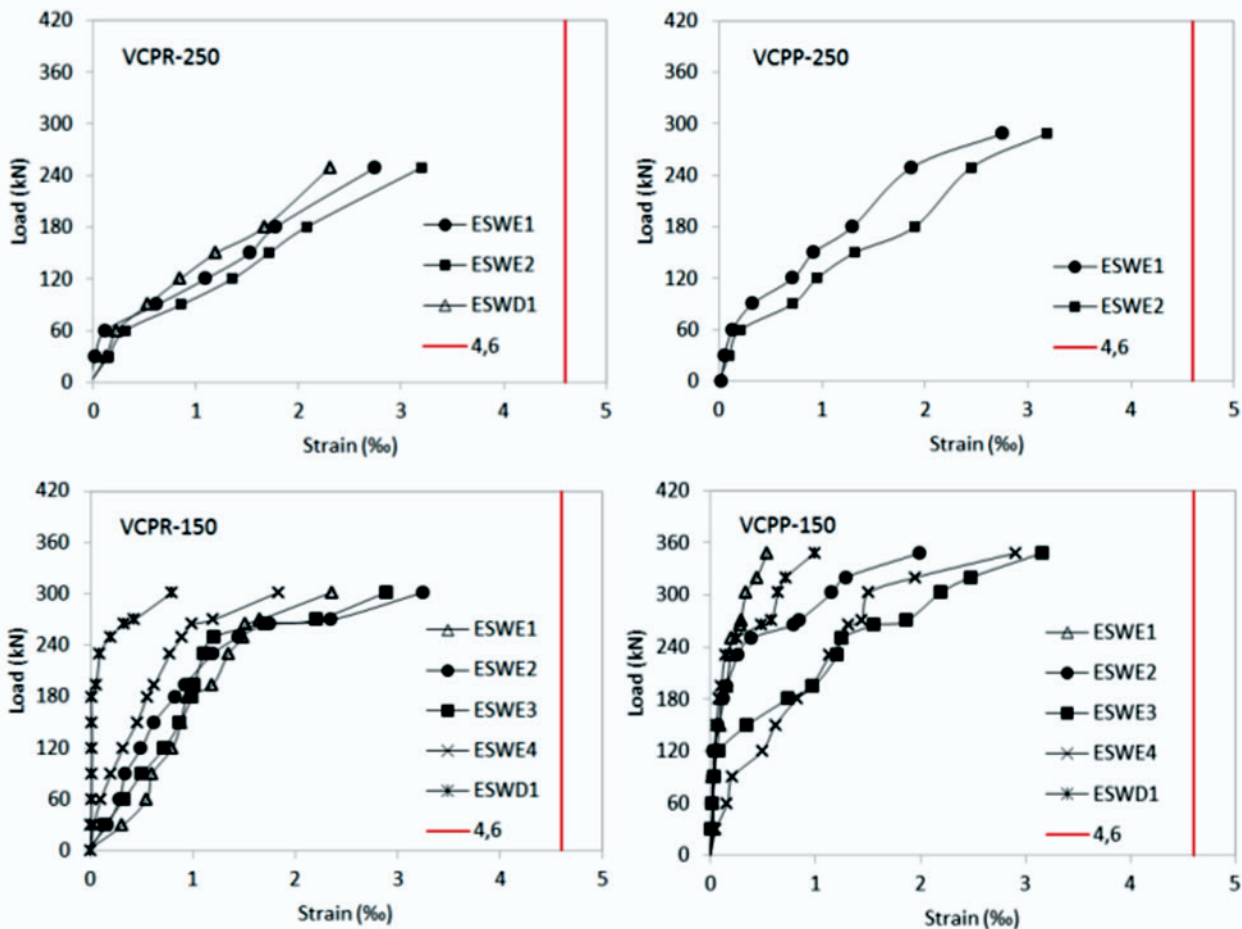 420
360
300
240
180
120
60
0
Load (kN)
VCPR-250
ESWE1
ESWE2
ESWD1
4,6
0 1 2 3 4 5
Strain (‰)
420
360
300
240
180
120
60
0
Load (kN)
VCPP-250
ESWE1
ESWE2
4,6
0 1 2 3 4 5
Strain (‰)
420
360
300
240
180
120
60
0
Load (kN)
VCPR-150
ESWE1
ESWE2
ESWE3
ESWE4
ESWD1
4,6
0 1 2 3 4 5
Strain (‰)
420
360
300
240
180
120
60
0
Load (kN)
VCPP-150
ESWE1
ESWE2
ESWE3
ESWE4
ESWD1
4,6
0 1 2 3 4 5
Strain (‰)